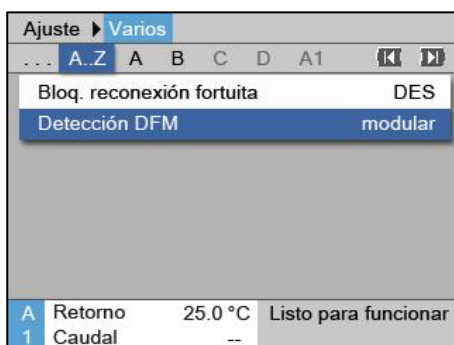 Ajuste ▶ Varios
... A..Z A B C D A1
Bloq. reconexión fortuita DES
Detección DFM modular
A Retorno 25.0 °C Listo para funcionar
1 Caudal --